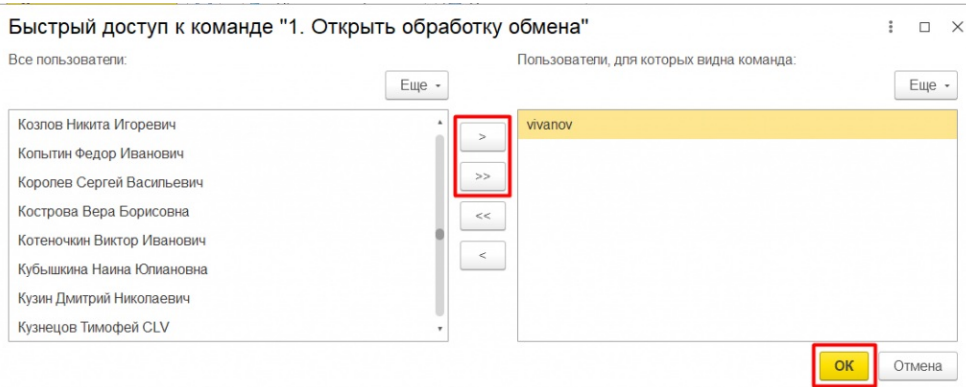 Быстрый доступ к команде "1. Открыть обработку обмена"
Все пользователи:
Пользователи, для которых видна команда:
Еще
Еще
Козлов Никита Игоревич
Копытин Федор Иванович
Королев Сергей Васильевич
Кострова Вера Борисовна
Котеночкин Виктор Иванович
Кубышкина Наина Юлиановна
Кузин Дмитрий Николаевич
Кузнецов Тимофей CLV
>
>>
<<
<
vivanov
ОК
Отмена